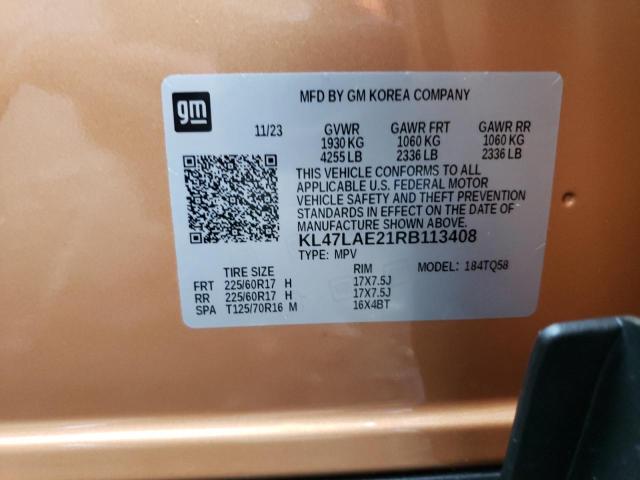 gm
MFD BY GM KOREA COMPANY
11/23 GVWR GAWR FRT GAWR RR
1930 KG 1060 KG 1060 KG
4255 LB 2336 LB 2336 LB
THIS VEHICLE CONFORMS TO ALL
APPLICABLE U.S. FEDERAL MOTOR
VEHICLE SAFETY AND THEFT PREVENTION
STANDARDS IN EFFECT ON THE DATE OF
MANUFACTURE SHOWN ABOVE.
KL47LAE21RB113408
TYPE: MPV MODEL: 184TQ58
TIRE SIZE RIM
FRT 225/60R17 H 17X7.5J
RR 225/60R17 H 17X7.5J
SPA T125/70R16 M 16X4BT